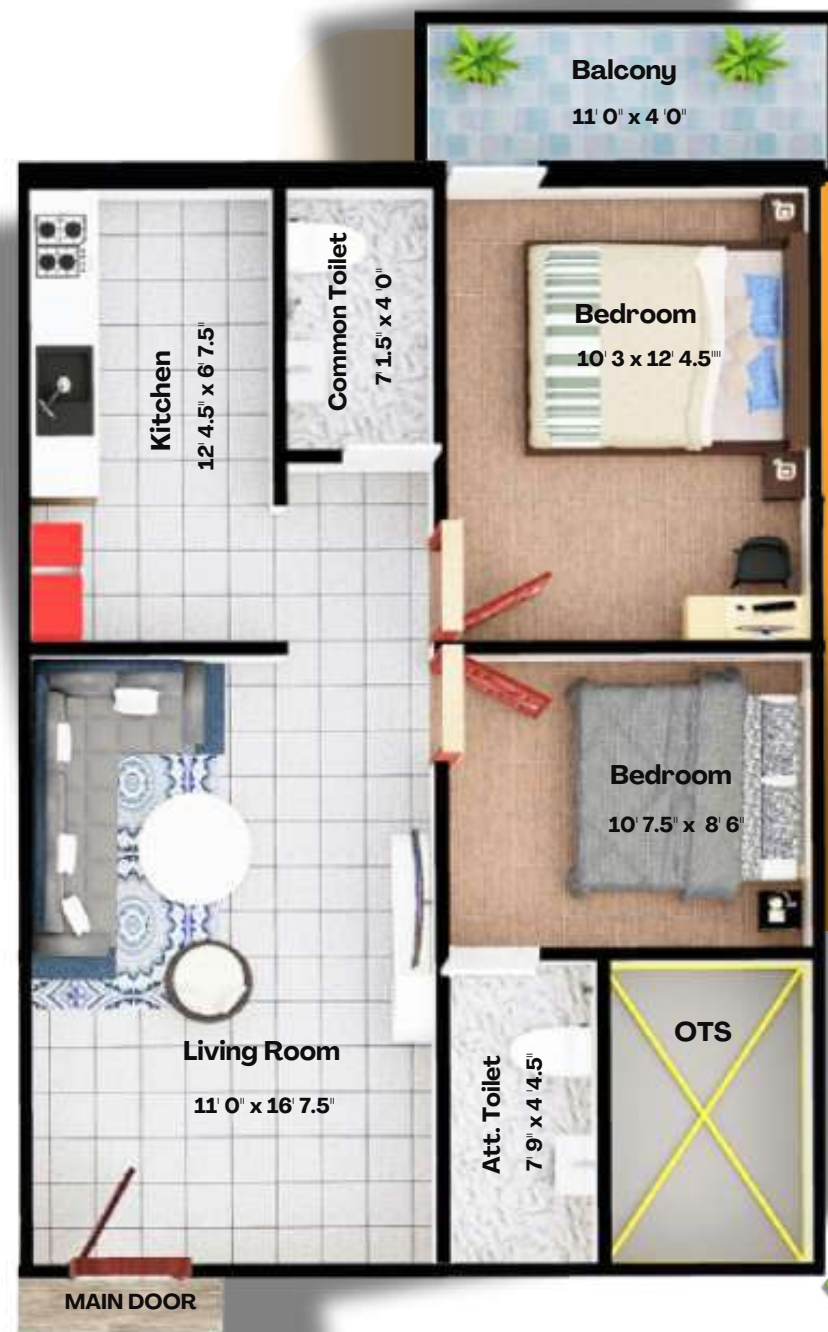 Balcony
11' 0" x 4 '0"
Kitchen
12' 4.5" x 6' 7.5"
Common Toilet
7' 1.5" x 4 '0"
Bedroom
10' 3 x 12' 4.5""
Bedroom
10' 7.5" x 8' 6"
Living Room
11' 0" x 16' 7.5"
Att. Toilet
7' 9" x 4 '4.5"
OTS
MAIN DOOR